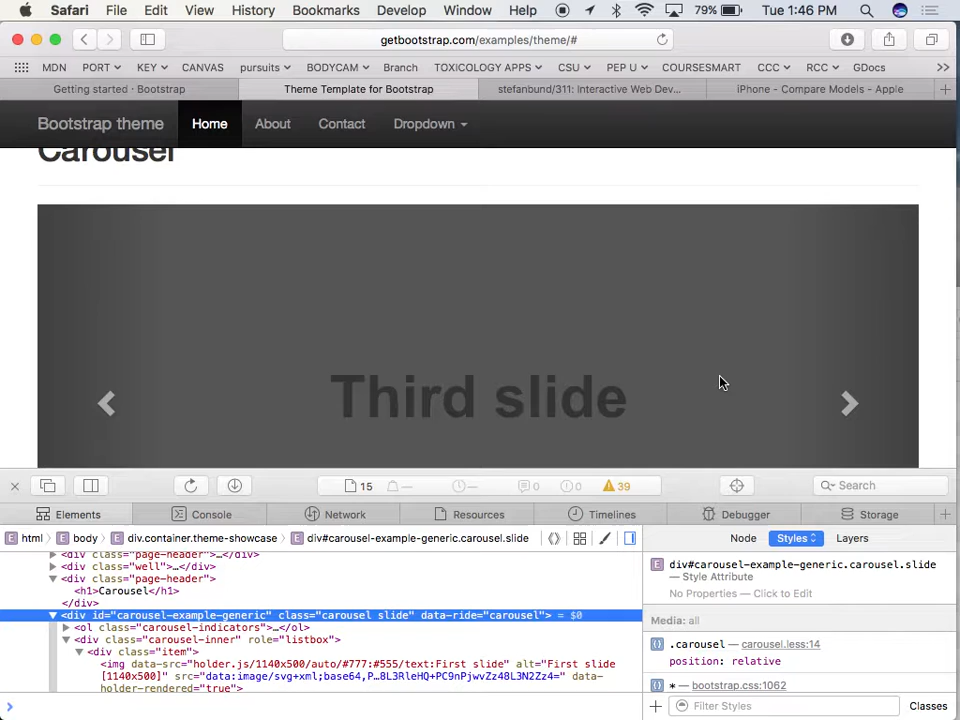 Safari File Edit View History Bookmarks Develop Window Help 79% Tue 1:46 PM
getbootstrap.com/examples/theme/#
MDN PORT KEY CANVAS pursuits BODYCAM Branch TOXICOLOGY APPS CSU PEP U COURSESMART CCC RCC GDocs
Getting started · Bootstrap Theme Template for Bootstrap stefanbund/311: Interactive Web Dev... iPhone - Compare Models - Apple
Bootstrap theme Home About Contact Dropdown
Carousel
Third slide
15 — — 0 0 39 Search
Elements Console Network Resources Timelines Debugger Storage
html body div.container.theme-showcase div#carousel-example-generic.carousel.slide Node Styles Layers
<div class="page-header">…</div>
<div class="well">…</div>
<div class="page-header">
<h1>Carousel</h1>
</div>
<div id="carousel-example-generic" class="carousel slide" data-ride="carousel"> = $0
<ol class="carousel-indicators">…</ol>
<div class="carousel-inner" role="listbox">
<div class="item">
<img data-src="holder.js/1140x500/auto/#777:#555/text:First slide" alt="First slide
[1140x500]" src="data:image/svg+xml;base64,P…8L3RleHQ+PC9nPjwvZz48L3N2Zz4=" data-
holder-rendered="true">
div#carousel-example-generic.carousel.slide
— Style Attribute
No Properties — Click to Edit
Media: all
.carousel — carousel.less:14
position: relative
* — bootstrap.css:1062
Filter Styles Classes